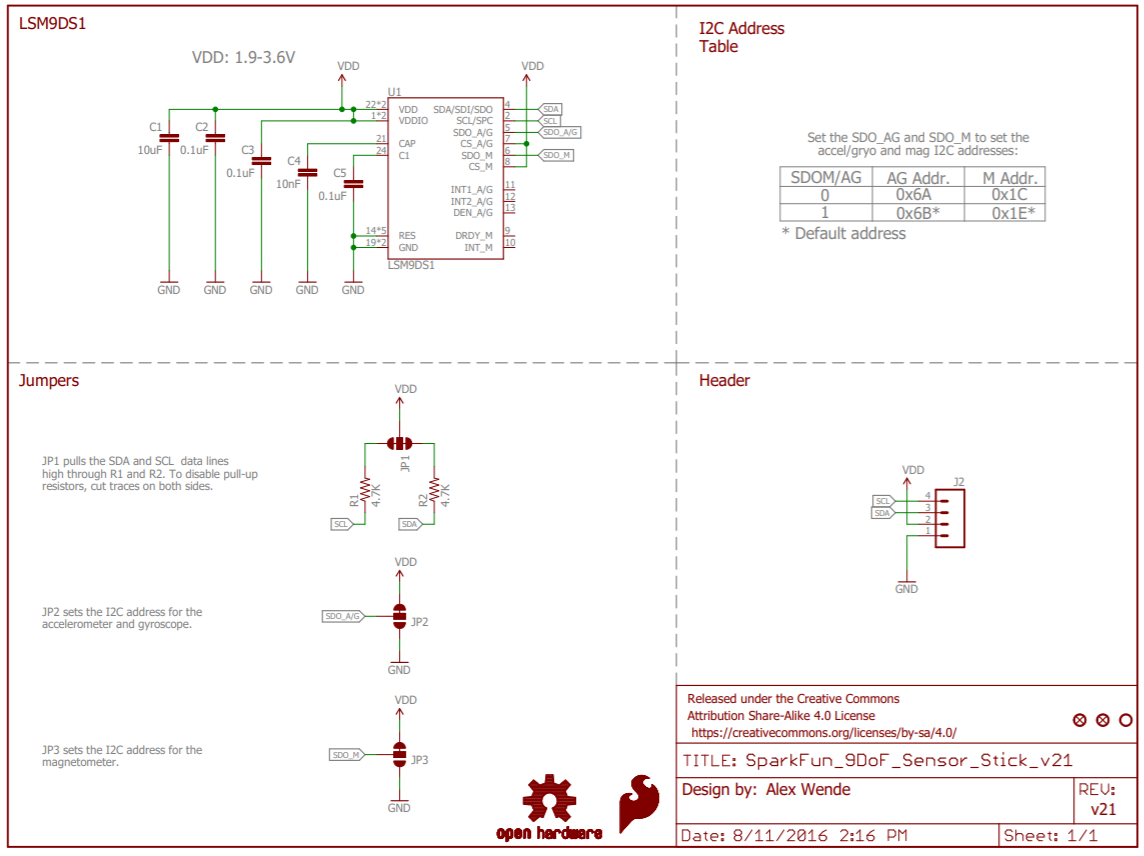 LSM9DS1
VDD: 1.9-3.6V
VDD
VDD
U1
22*2 VDD SDA/SDI/SDO 4 SDA
1*2 VDDIO SCL/SPC 2 SCL
SDO_A/G 5 SDO_A/G
21 CAP CS_A/G 7
24 C1 SDO_M 6 SDO_M
CS_M 8
INT1_A/G 11
INT2_A/G 12
DEN_A/G 13
14*5 RES DRDY_M 9
19*2 GND INT_M 10
LSM9DS1
C1
10uF
C2
0.1uF
C3
0.1uF
C4
10nF
C5
0.1uF
GND GND GND GND GND
I2C Address
Table
Set the SDO_AG and SDO_M to set the
accel/gryo and mag I2C addresses:
SDOM/AG AG Addr. M Addr.
0 0x6A 0x1C
1 0x6B* 0x1E*
* Default address
Jumpers
JP1 pulls the SDA and SCL data lines
high through R1 and R2. To disable pull-up
resistors, cut traces on both sides.
VDD
JP1
R1
4.7K
R2
4.7K
SCL
SDA
JP2 sets the I2C address for the
accelerometer and gyroscope.
VDD
SDO_A/G
JP2
GND
JP3 sets the I2C address for the
magnetometer.
VDD
SDO_M
JP3
GND
Header
VDD
J2
SCL 4
SDA 3
2
1
GND
open hardware
Released under the Creative Commons
Attribution Share-Alike 4.0 License
https://creativecommons.org/licenses/by-sa/4.0/
TITLE: SparkFun_9DoF_Sensor_Stick_v21
Design by: Alex Wende
REV:
v21
Date: 8/11/2016 2:16 PM
Sheet: 1/1